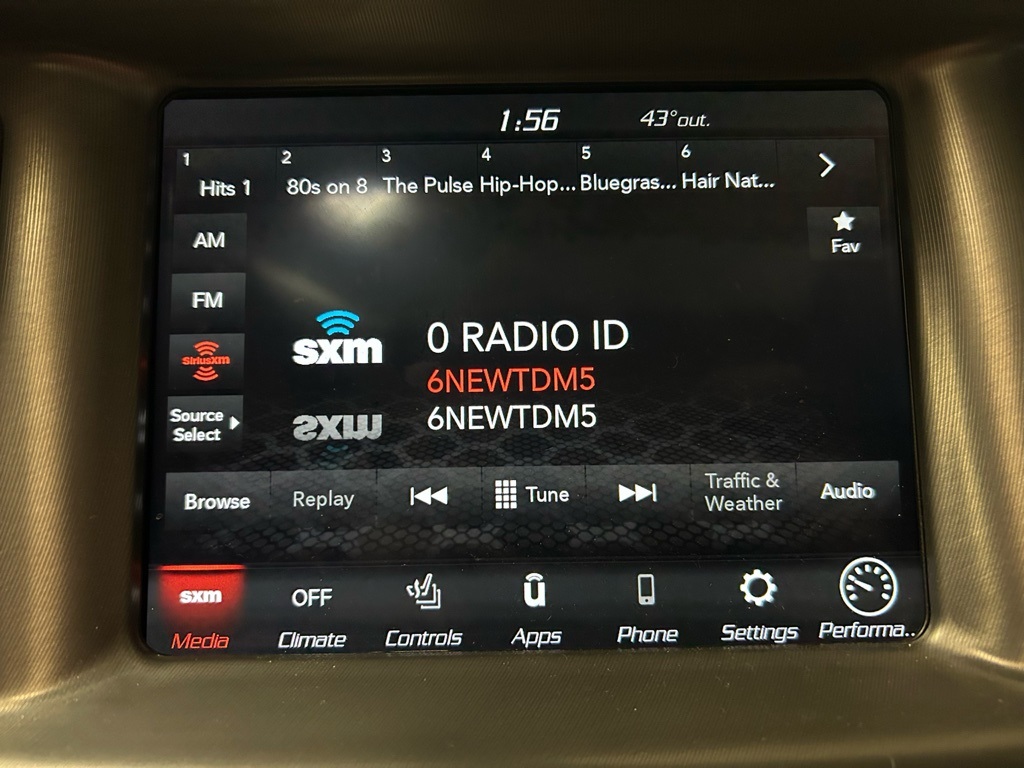 1:56 43°out.
1 2 3 4 5 6
Hits 1 80s on 8 The Pulse Hip-Hop... Bluegras... Hair Nat...
AM
Fav
FM
sxm 0 RADIO ID
SiriusXM
6NEWTDM5
6NEWTDM5
Source
Select
Browse Replay Tune Traffic &
Weather Audio
sxm OFF
Media Climate Controls Apps Phone Settings Performa..